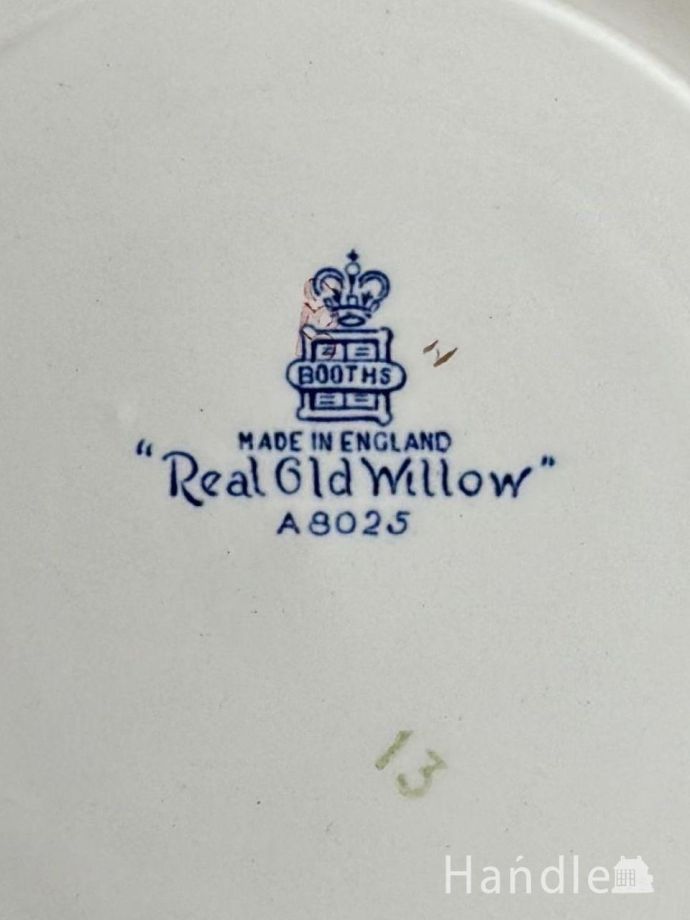 BOOTHS
MADE IN ENGLAND
"Real Old Willow"
A8025
13
Handle